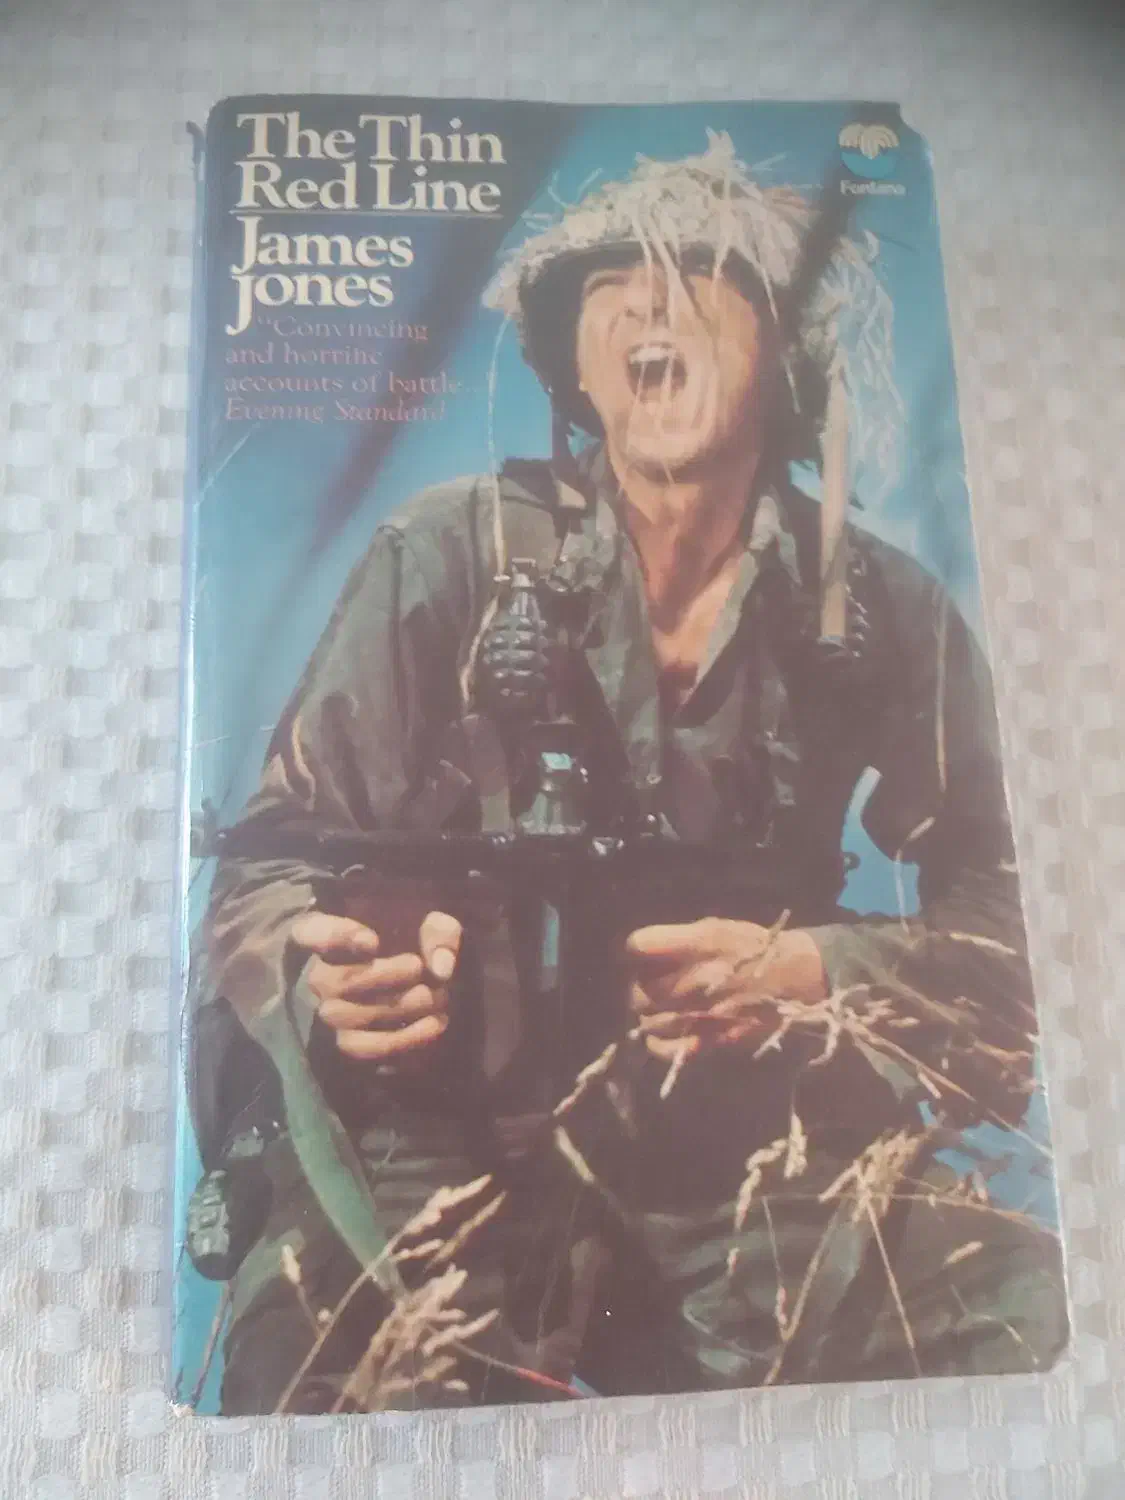 The Thin
Red Line
James
Jones
"Convincing
and horrific
accounts of battle...
Evening Standard
Fontana